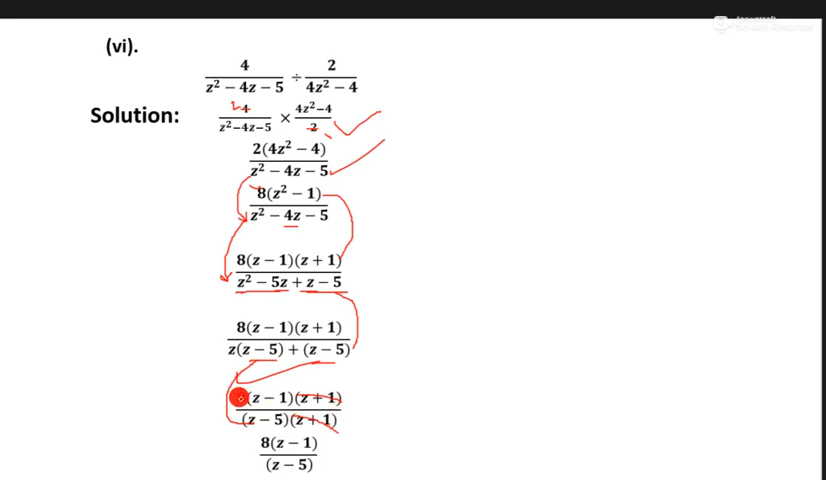 (vi).
4/(z² − 4z − 5) ÷ 2/(4z² − 4)
Solution: 4/(z²−4z−5) × (4z²−4)/2
2(4z² − 4)/(z² − 4z − 5)
8(z² − 1)/(z² − 4z − 5)
8(z − 1)(z + 1)/(z² − 5z + z − 5)
8(z − 1)(z + 1)/(z(z − 5) + (z − 5))
(z − 1)(z + 1)/((z − 5)(z + 1))
8(z − 1)/(z − 5)